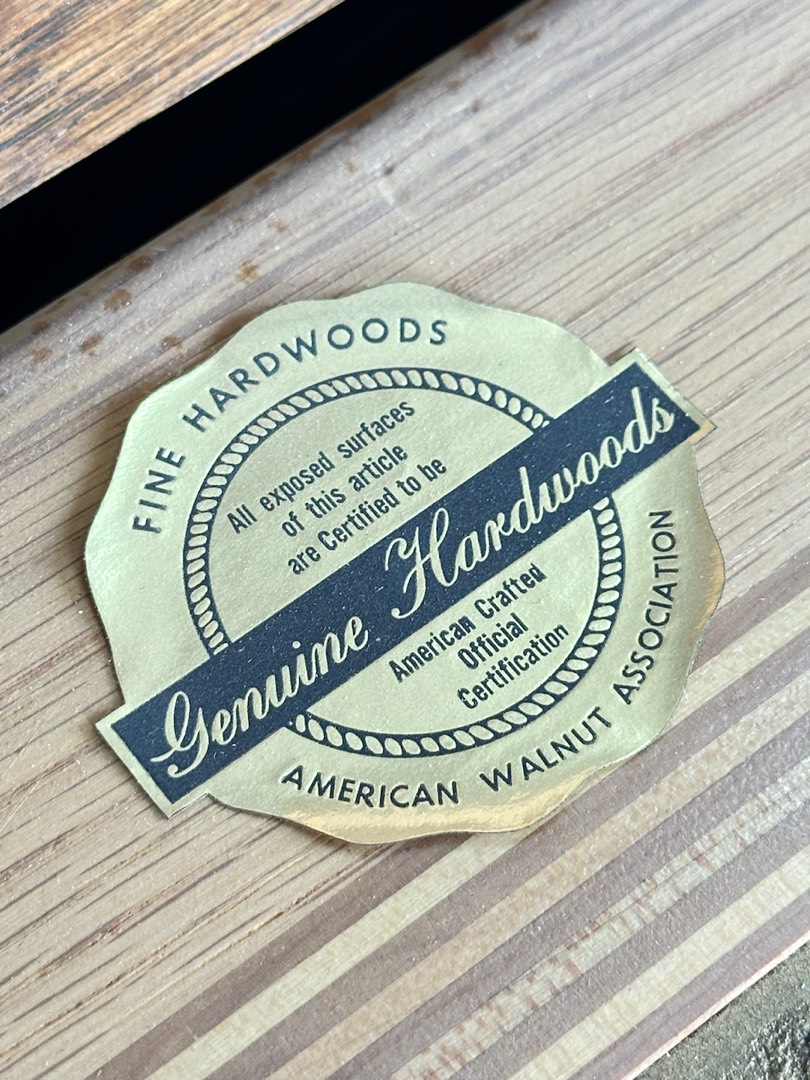 FINE HARDWOODS
All exposed surfaces
of this article
are Certified to be
Genuine Hardwoods
American Crafted
Official
Certification
AMERICAN WALNUT ASSOCIATION